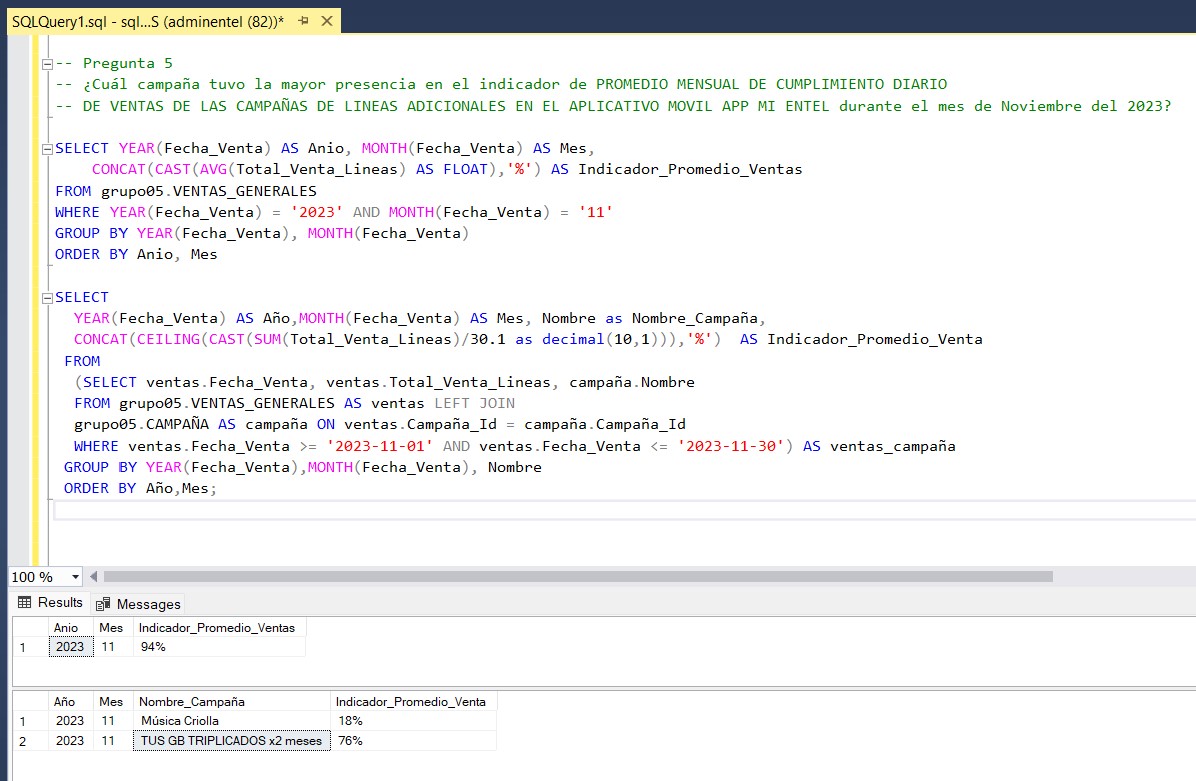 SQLQuery1.sql - sql...S (adminentel (82))*
-- Pregunta 5
-- ¿Cuál campaña tuvo la mayor presencia en el indicador de PROMEDIO MENSUAL DE CUMPLIMIENTO DIARIO
-- DE VENTAS DE LAS CAMPAÑAS DE LINEAS ADICIONALES EN EL APLICATIVO MOVIL APP MI ENTEL durante el mes de Noviembre del 2023?
SELECT YEAR(Fecha_Venta) AS Anio, MONTH(Fecha_Venta) AS Mes,
CONCAT(CAST(AVG(Total_Venta_Lineas) AS FLOAT),'%') AS Indicador_Promedio_Ventas
FROM grupo05.VENTAS_GENERALES
WHERE YEAR(Fecha_Venta) = '2023' AND MONTH(Fecha_Venta) = '11'
GROUP BY YEAR(Fecha_Venta), MONTH(Fecha_Venta)
ORDER BY Anio, Mes
SELECT
YEAR(Fecha_Venta) AS Año,MONTH(Fecha_Venta) AS Mes, Nombre as Nombre_Campaña,
CONCAT(CEILING(CAST(SUM(Total_Venta_Lineas)/30.1 as decimal(10,1))),'%') AS Indicador_Promedio_Venta
FROM
(SELECT ventas.Fecha_Venta, ventas.Total_Venta_Lineas, campaña.Nombre
FROM grupo05.VENTAS_GENERALES AS ventas LEFT JOIN
grupo05.CAMPAÑA AS campaña ON ventas.Campaña_Id = campaña.Campaña_Id
WHERE ventas.Fecha_Venta >= '2023-11-01' AND ventas.Fecha_Venta <= '2023-11-30') AS ventas_campaña
GROUP BY YEAR(Fecha_Venta),MONTH(Fecha_Venta), Nombre
ORDER BY Año,Mes;
100 %
Results Messages
Anio Mes Indicador_Promedio_Ventas
1 2023 11 94%
Año Mes Nombre_Campaña Indicador_Promedio_Venta
1 2023 11 Música Criolla 18%
2 2023 11 TUS GB TRIPLICADOS x2 meses 76%